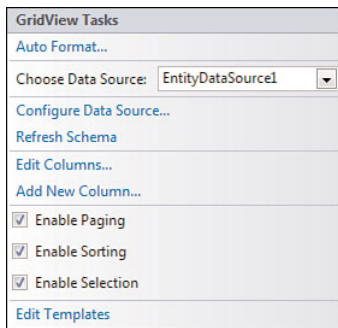 GridView Tasks
Auto Format...
Choose Data Source: EntityDataSource1
Configure Data Source...
Refresh Schema
Edit Columns...
Add New Column...
Enable Paging
Enable Sorting
Enable Selection
Edit Templates